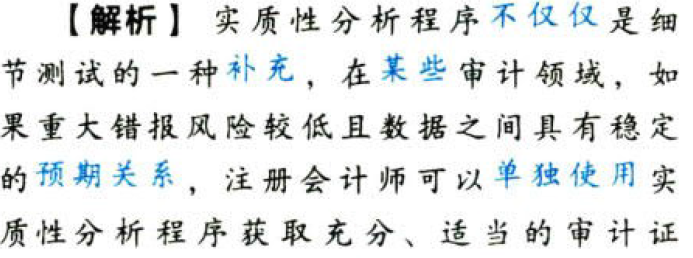 【解析】 实质性分析程序不仅仅是细
节测试的一种补充，在某些审计领域，如
果重大错报风险较低且数据之间具有稳定
的预期关系，注册会计师可以单独使用实
质性分析程序获取充分、适当的审计证